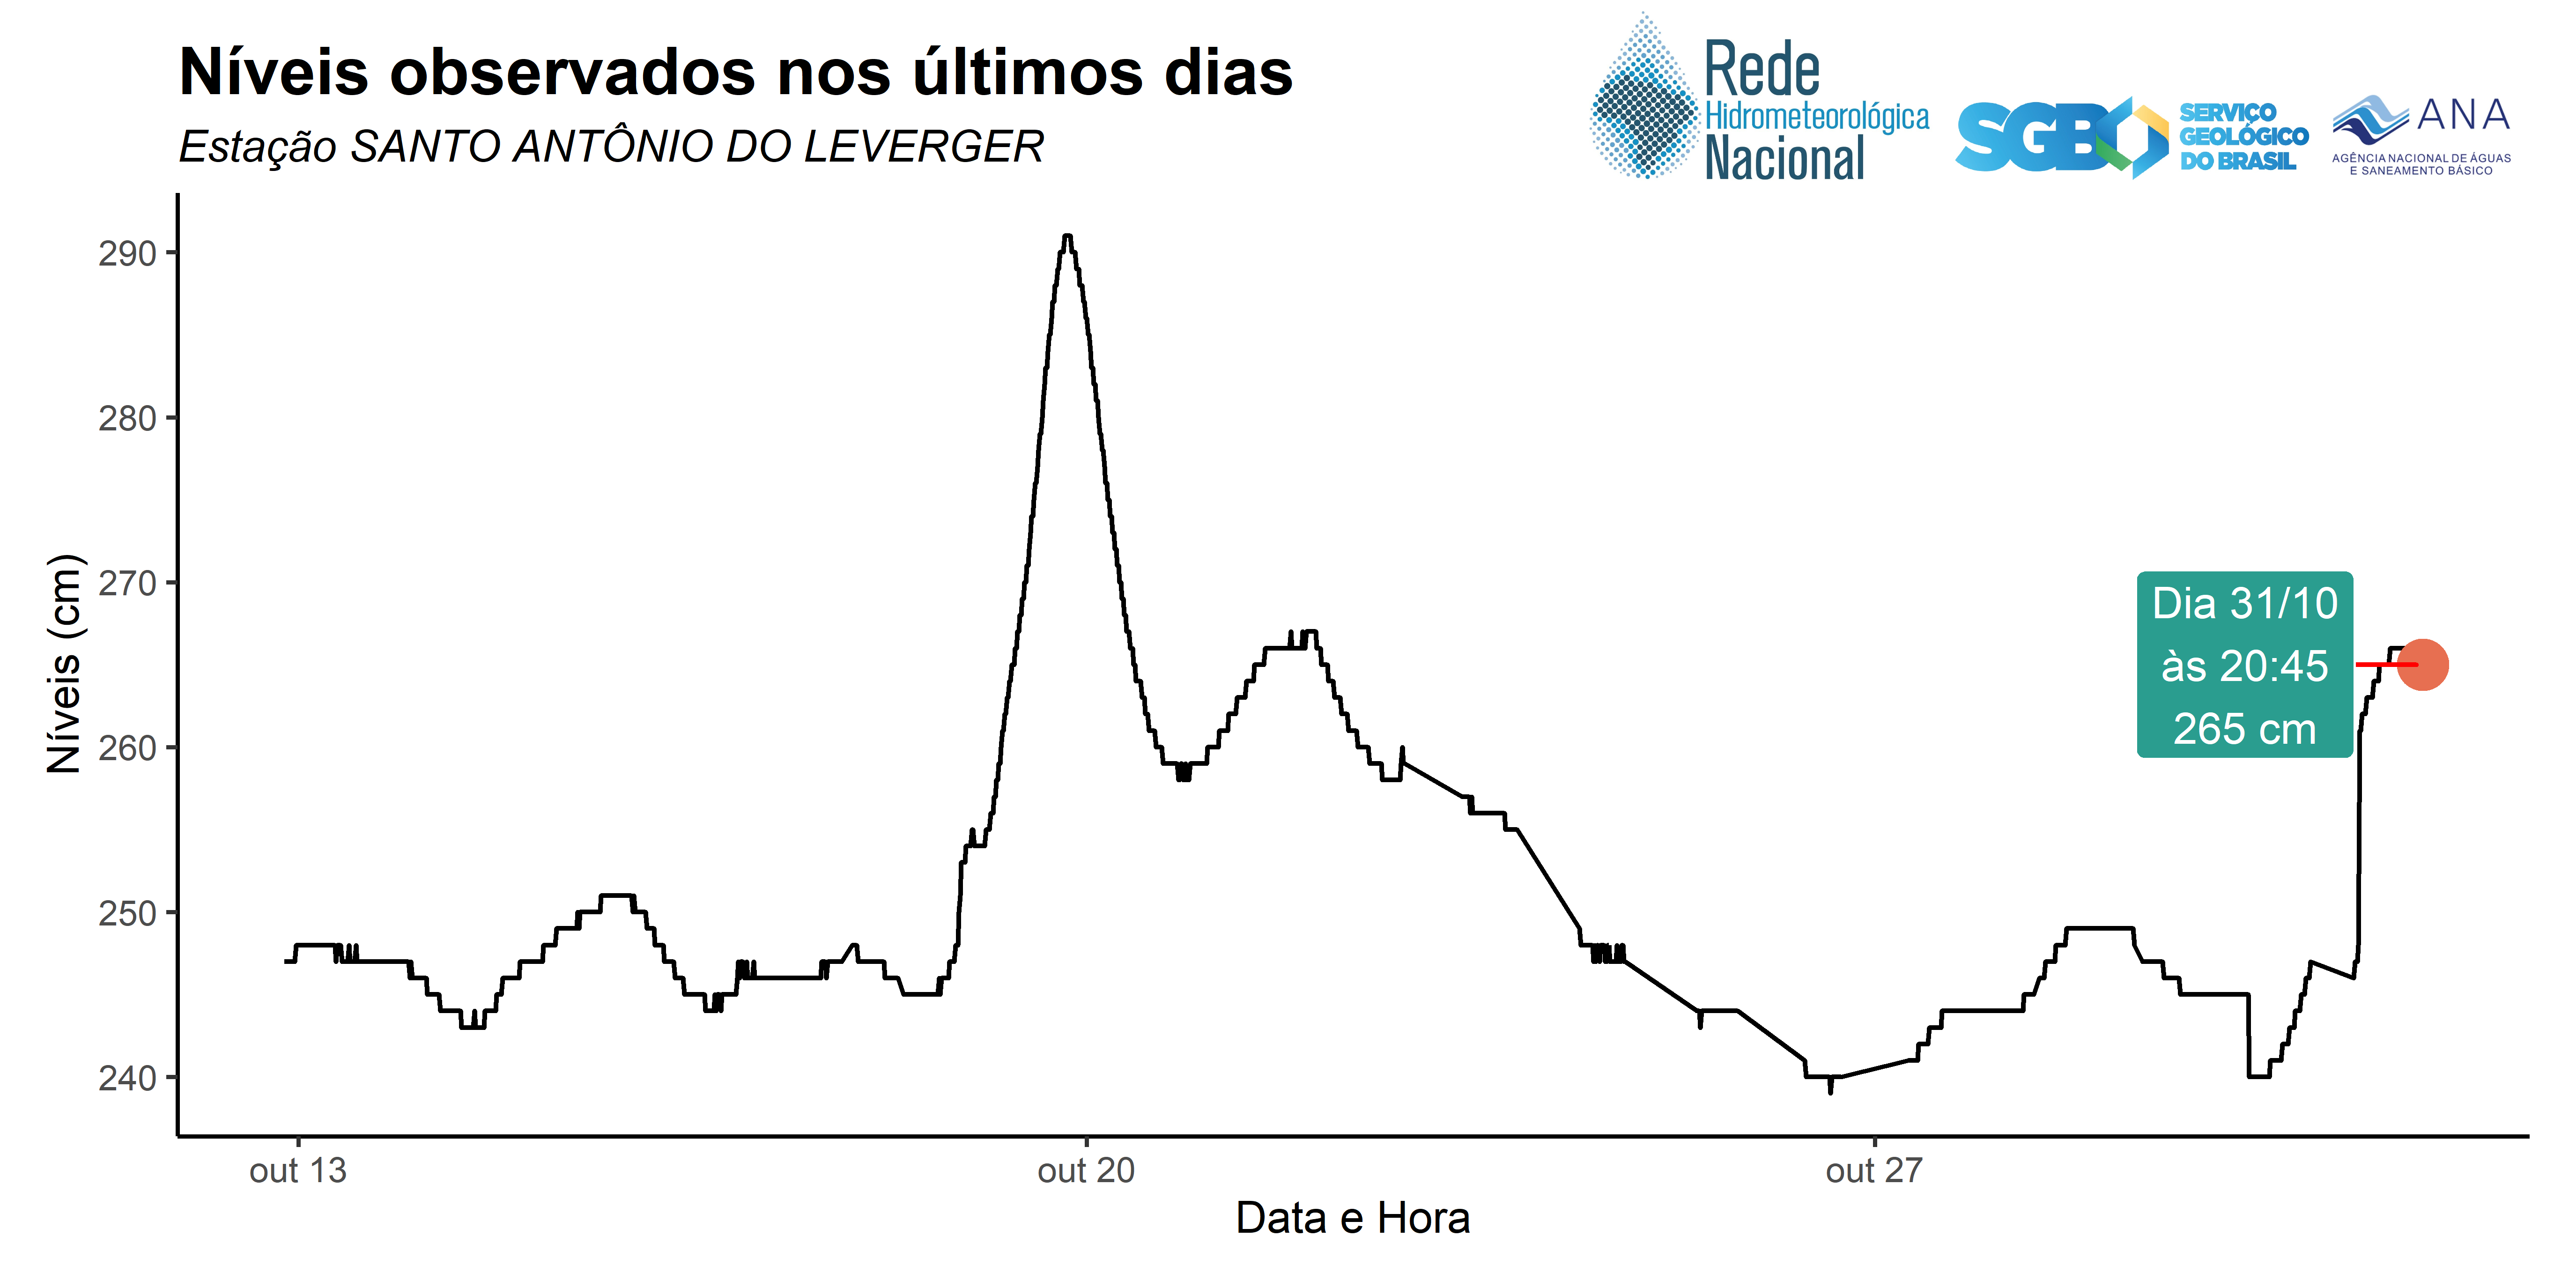 Níveis observados nos últimos dias
Estação SANTO ANTÔNIO DO LEVERGER
Rede
Hidrometeorológica
Nacional
SGB
SERVIÇO
GEOLÓGICO
DO BRASIL
ANA
AGÊNCIA NACIONAL DE ÁGUAS
E SANEAMENTO BÁSICO
Níveis (cm)
290
280
270
260
250
240
Dia 31/10
às 20:45
265 cm
out 13
out 20
out 27
Data e Hora